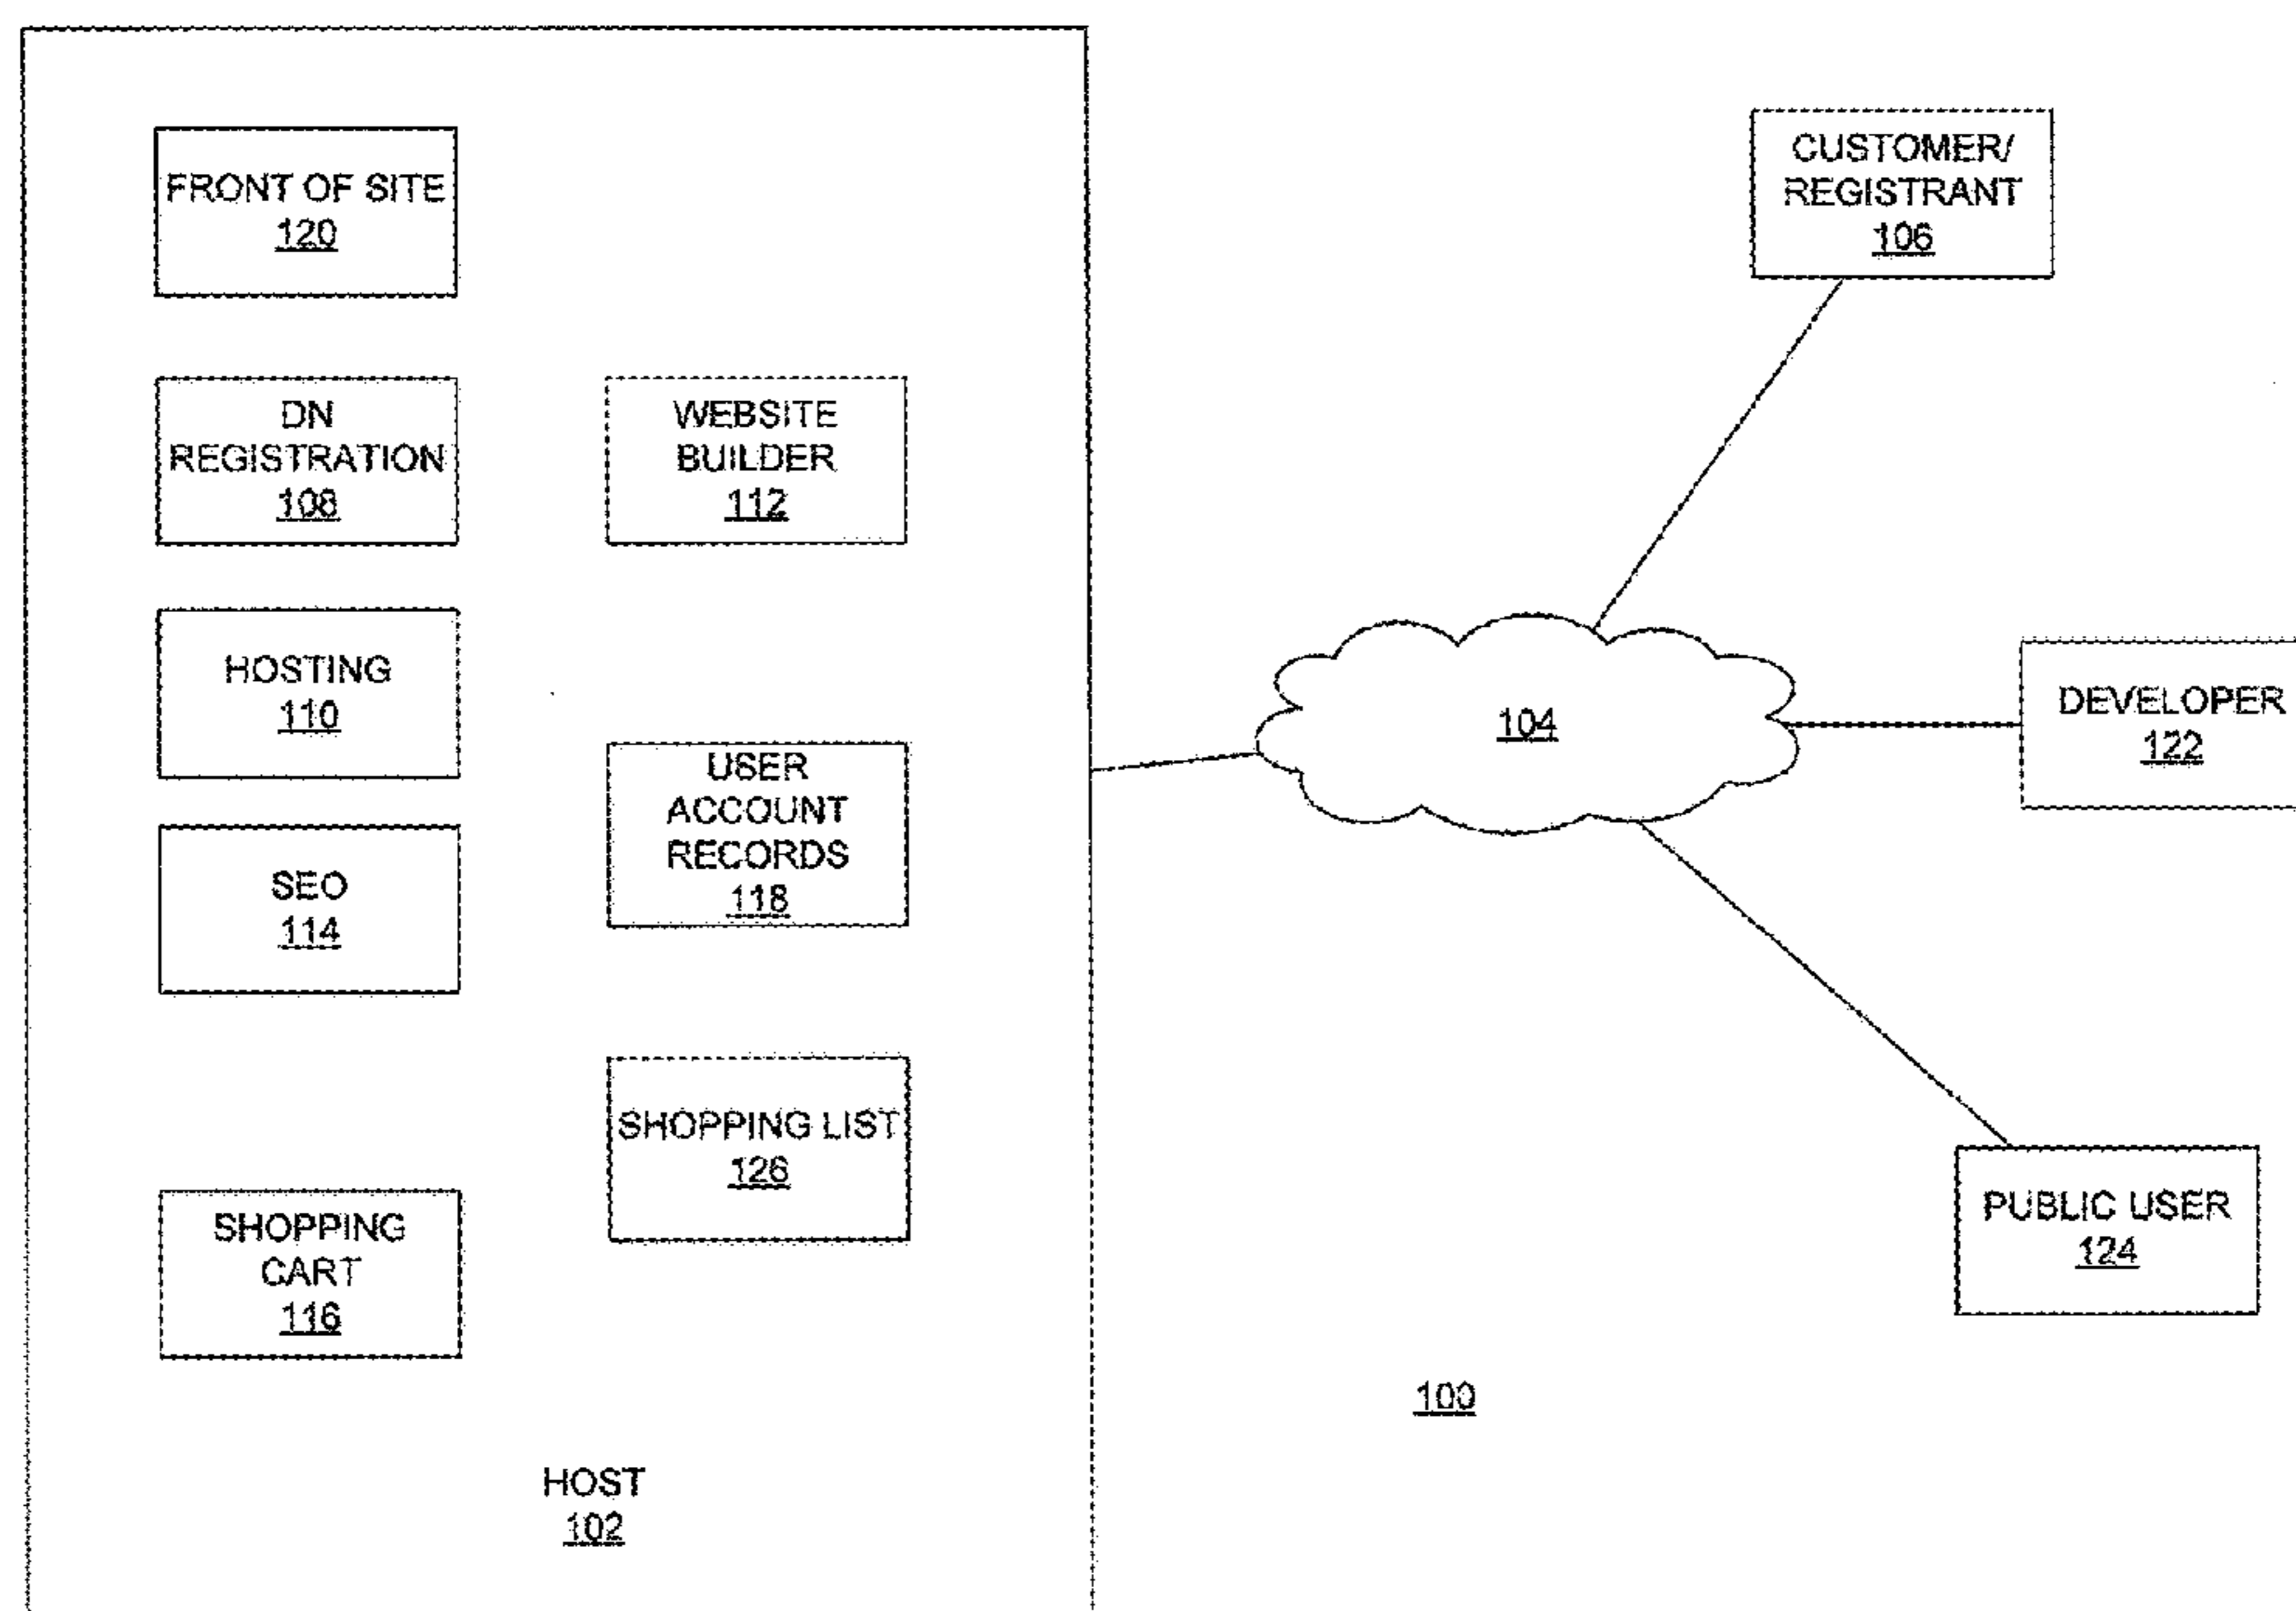 FRONT OF SITE
120
DN
REGISTRATION
108
WEBSITE
BUILDER
112
HOSTING
110
USER
ACCOUNT
RECORDS
118
SEO
114
SHOPPING LIST
126
SHOPPING
CART
116
HOST
102
CUSTOMER/
REGISTRANT
106
104
DEVELOPER
122
PUBLIC USER
124
100